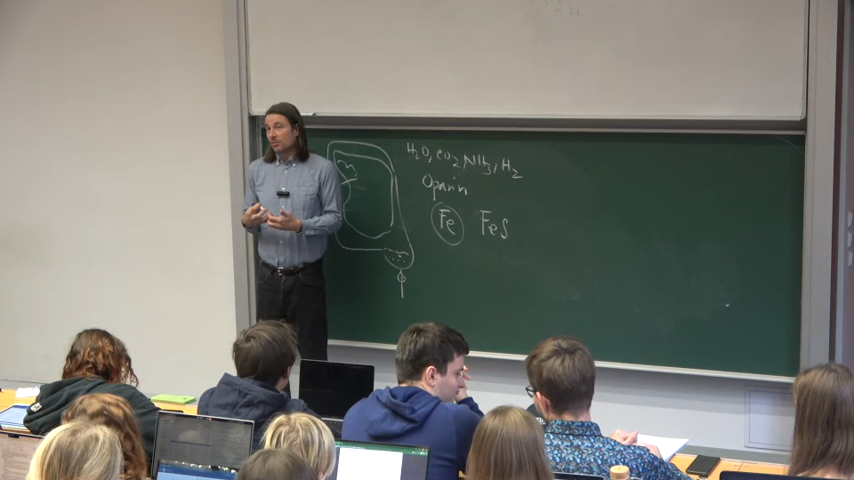 H₂O, CO₂, NH₃, H₂
Oparin
Fe FeS